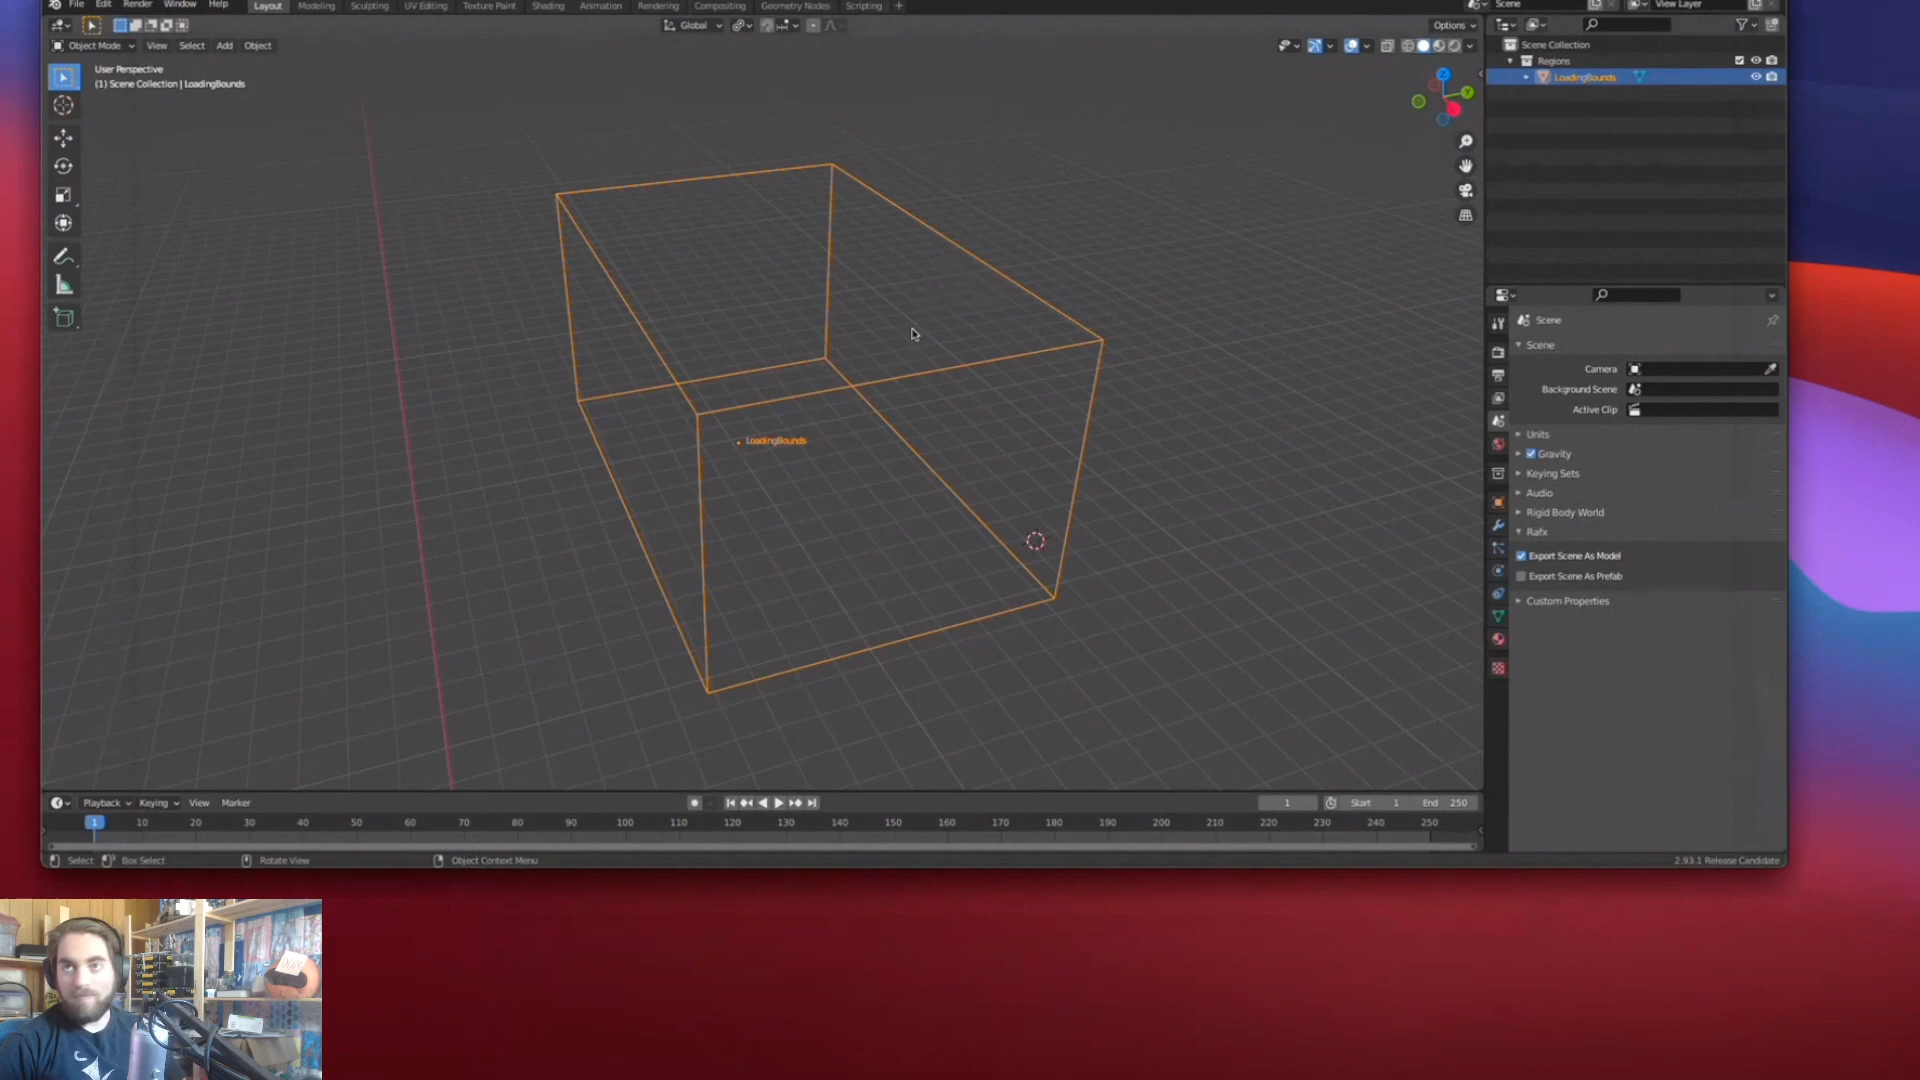 File Edit Render Window Help Layout Modeling Sculpting UV Editing Texture Paint Shading Animation Rendering Compositing Geometry Nodes Scripting + Scene View Layer
Global Options
Object Mode View Select Add Object
User Perspective
(1) Scene Collection | LoadingBounds
Z
Y
LoadingBounds
Scene Collection
Regions
LoadingBounds
Scene
Scene
Camera
Background Scene
Active Clip
Units
Gravity
Keying Sets
Audio
Rigid Body World
Rafx
Export Scene As Model
Export Scene As Prefab
Custom Properties
Playback Keying View Marker 1 Start 1 End 250
1 10 20 30 40 50 60 70 80 90 100 110 120 130 140 150 160 170 180 190 200 210 220 230 240 250
Select Box Select Rotate View Object Context Menu 2.93.1 Release Candidate